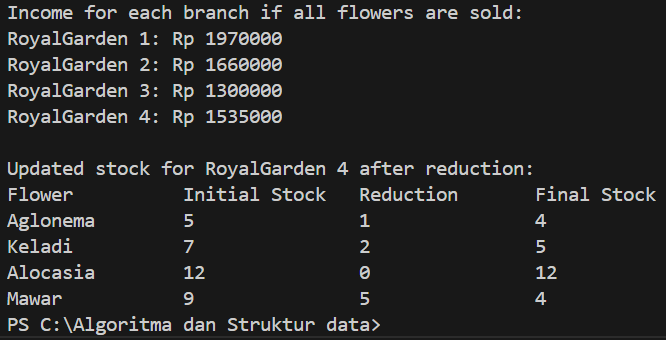 Income for each branch if all flowers are sold:
RoyalGarden 1: Rp 1970000
RoyalGarden 2: Rp 1660000
RoyalGarden 3: Rp 1300000
RoyalGarden 4: Rp 1535000

Updated stock for RoyalGarden 4 after reduction:
Flower          Initial Stock   Reduction       Final Stock
Aglonema        5               1               4
Keladi          7               2               5
Alocasia        12              0               12
Mawar           9               5               4
PS C:\Algoritma dan Struktur data>